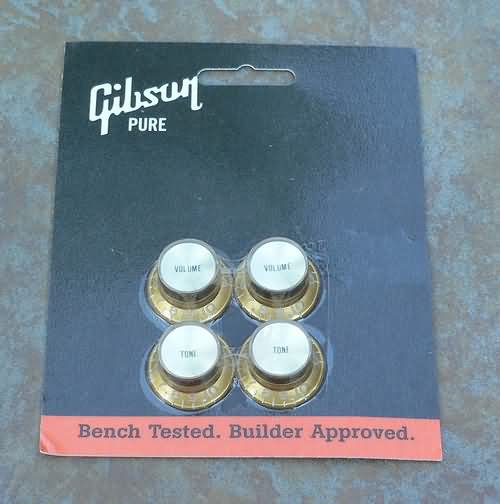 Gibson
PURE
VOLUME VOLUME
TONE TONE
Bench Tested. Builder Approved.